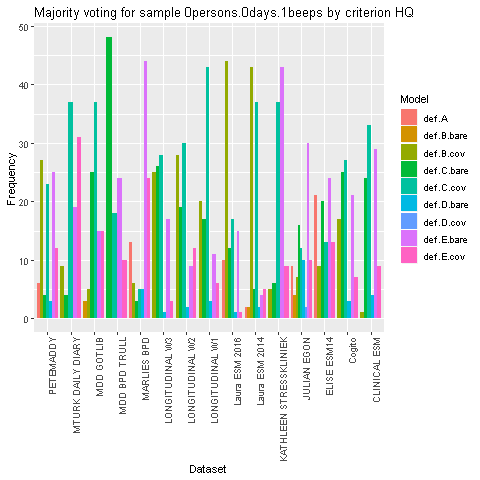 Majority voting for sample 0persons.0days.1beeps by criterion HQ
Frequency
50
40
30
20
10
0
PETEMADDY
MTURK DAILY DIARY
MDD GOTLIB
MDD BPD TRULL
MARLIES BPD
LONGITUDINAL W3
LONGITUDINAL W2
LONGITUDINAL W1
Laura ESM 2016
Laura ESM 2014
KATHLEEN STRESSKLINIEK
JULIAN EGON
ELISE ESM14
Cogito
CLINICAL ESM
Dataset
Model
def.A
def.B.bare
def.B.cov
def.C.bare
def.C.cov
def.D.bare
def.D.cov
def.E.bare
def.E.cov